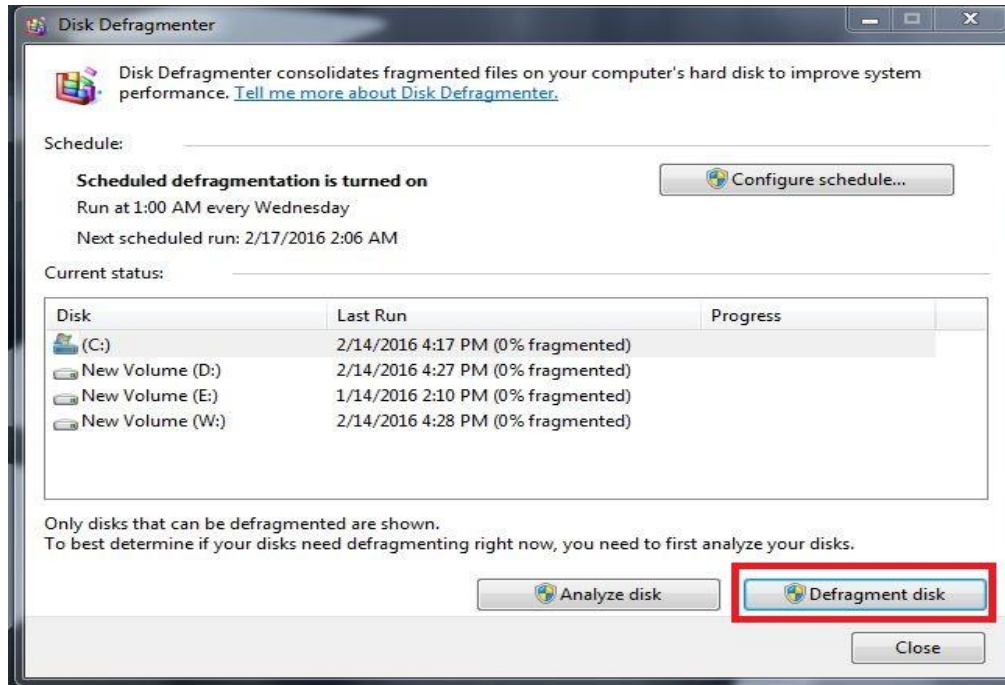 Disk Defragmenter
Disk Defragmenter consolidates fragmented files on your computer's hard disk to improve system
performance. Tell me more about Disk Defragmenter.
Schedule:
Scheduled defragmentation is turned on
Configure schedule...
Run at 1:00 AM every Wednesday
Next scheduled run: 2/17/2016 2:06 AM
Current status:
Disk Last Run Progress
(C:) 2/14/2016 4:17 PM (0% fragmented)
New Volume (D:) 2/14/2016 4:27 PM (0% fragmented)
New Volume (E:) 1/14/2016 2:10 PM (0% fragmented)
New Volume (W:) 2/14/2016 4:28 PM (0% fragmented)
Only disks that can be defragmented are shown.
To best determine if your disks need defragmenting right now, you need to first analyze your disks.
Analyze disk Defragment disk
Close